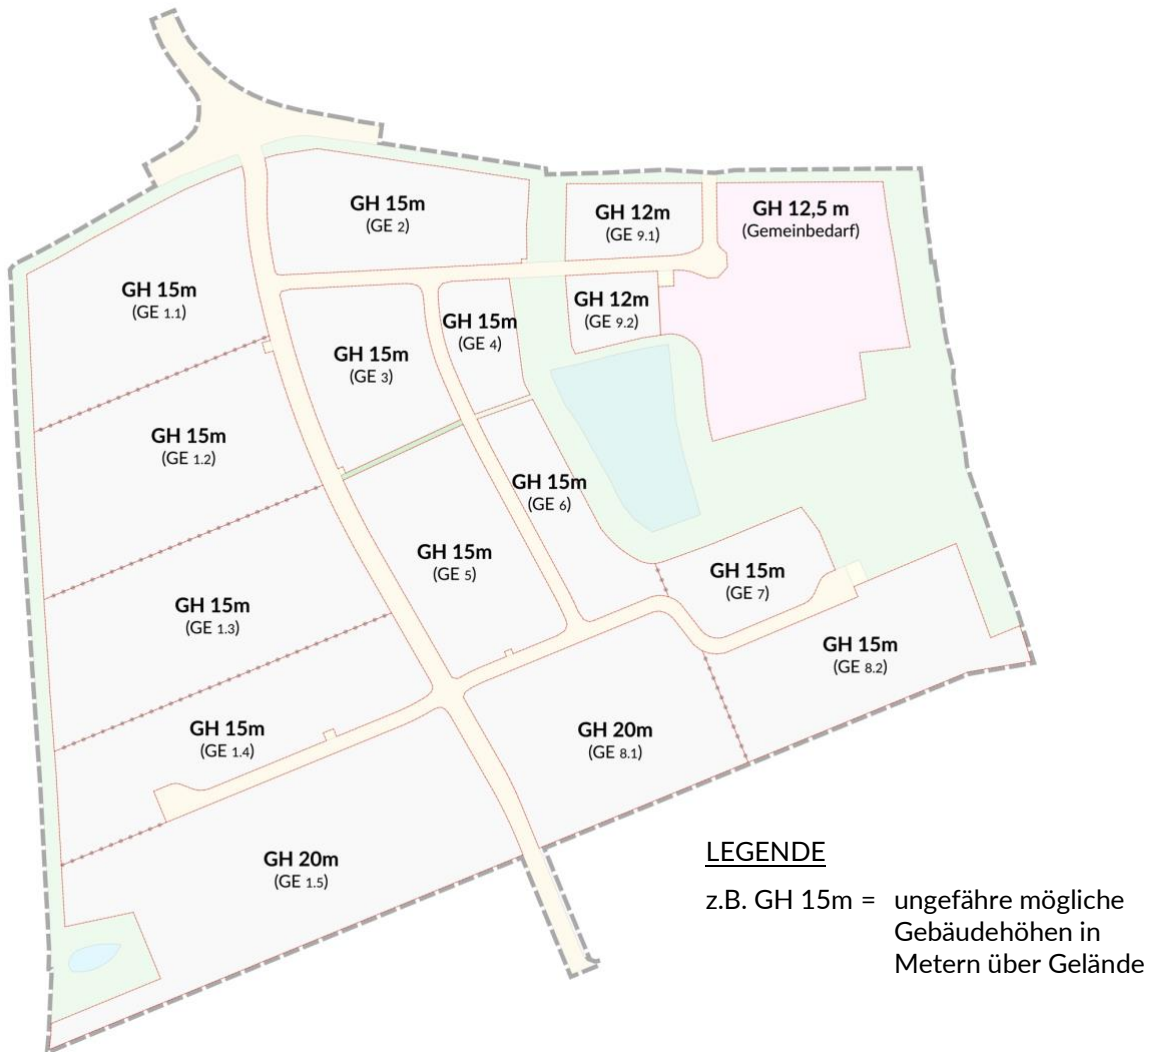 GH 15m
(GE 2)
GH 12m
(GE 9.1)
GH 12,5 m
(Gemeinbedarf)
GH 15m
(GE 1.1)
GH 12m
(GE 9.2)
GH 15m
(GE 4)
GH 15m
(GE 3)
GH 15m
(GE 1.2)
GH 15m
(GE 6)
GH 15m
(GE 5)
GH 15m
(GE 7)
GH 15m
(GE 1.3)
GH 15m
(GE 8.2)
GH 15m
(GE 1.4)
GH 20m
(GE 8.1)
GH 20m
(GE 1.5)
LEGENDE
z.B. GH 15m = ungefähre mögliche
Gebäudehöhen in
Metern über Gelände